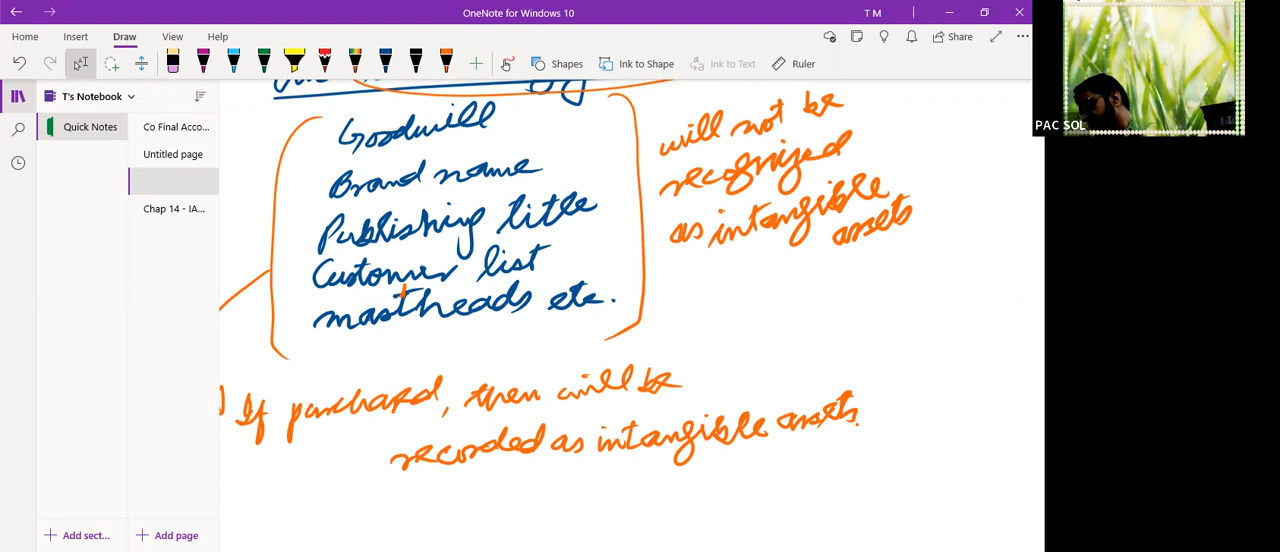 OneNote for Windows 10
T M
Home
Insert
Draw
View
Help
Share
Shapes
Ink to Shape
Ink to Text
Ruler
T's Notebook
Quick Notes
Co Final Acco...
Untitled page
Chap 14 - IA...
Goodwill
Brand name
Publishing title
Customer list
mastheads etc.
will not be
recognized
as intangible
assets
If purchased, then will be
recorded as intangible assets.
Add sect...
Add page
PAC SOL